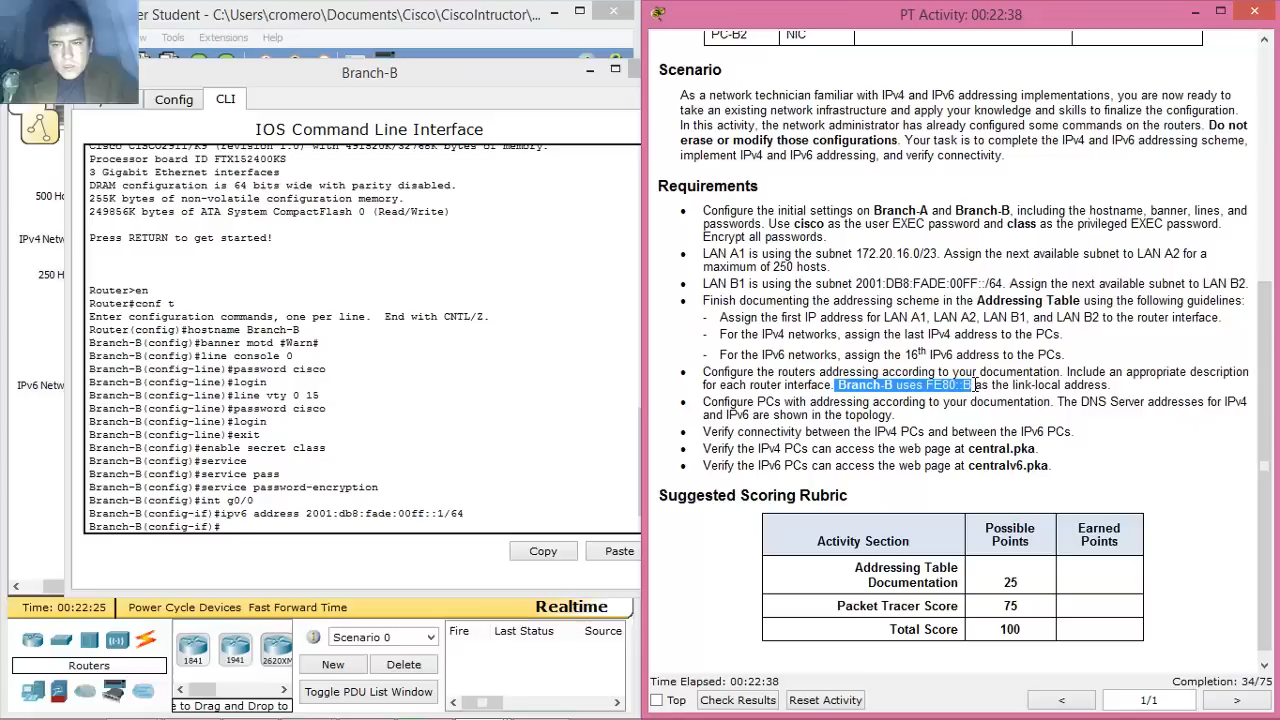 er Student - C:\Users\cromero\Documents\Cisco\CiscoIntructor\...
PT Activity: 00:22:38
Tools Extensions Help
Branch-B
Config CLI
IOS Command Line Interface
Cisco CISCO2911/K9 (revision 1.0) with 491520K/32768K bytes of memory.
Processor board ID FTX152400KS
3 Gigabit Ethernet interfaces
DRAM configuration is 64 bits wide with parity disabled.
255K bytes of non-volatile configuration memory.
249856K bytes of ATA System CompactFlash 0 (Read/Write)
Press RETURN to get started!
Router>en
Router#conf t
Enter configuration commands, one per line. End with CNTL/Z.
Router(config)#hostname Branch-B
Branch-B(config)#banner motd #Warn#
Branch-B(config)#line console 0
Branch-B(config-line)#password cisco
Branch-B(config-line)#login
Branch-B(config-line)#line vty 0 15
Branch-B(config-line)#password cisco
Branch-B(config-line)#login
Branch-B(config-line)#exit
Branch-B(config)#enable secret class
Branch-B(config)#service
Branch-B(config)#service pass
Branch-B(config)#service password-encryption
Branch-B(config)#int g0/0
Branch-B(config-if)#ipv6 address 2001:db8:fade:00ff::1/64
Branch-B(config-if)#
Copy Paste
500 H
IPv4 Netw
250 H
IPv6 Netw
Time: 00:22:25 Power Cycle Devices Fast Forward Time Realtime
Routers
1841 1941 2620XM
e to Drag and Drop to
Scenario 0
New Delete
Toggle PDU List Window
Fire Last Status Source
PC-B2 NIC
Scenario
As a network technician familiar with IPv4 and IPv6 addressing implementations, you are now ready to
take an existing network infrastructure and apply your knowledge and skills to finalize the configuration.
In this activity, the network administrator has already configured some commands on the routers. Do not
erase or modify those configurations. Your task is to complete the IPv4 and IPv6 addressing scheme,
implement IPv4 and IPv6 addressing, and verify connectivity.
Requirements
• Configure the initial settings on Branch-A and Branch-B, including the hostname, banner, lines, and
passwords. Use cisco as the user EXEC password and class as the privileged EXEC password.
Encrypt all passwords.
• LAN A1 is using the subnet 172.20.16.0/23. Assign the next available subnet to LAN A2 for a
maximum of 250 hosts.
• LAN B1 is using the subnet 2001:DB8:FADE:00FF::/64. Assign the next available subnet to LAN B2.
• Finish documenting the addressing scheme in the Addressing Table using the following guidelines:
- Assign the first IP address for LAN A1, LAN A2, LAN B1, and LAN B2 to the router interface.
- For the IPv4 networks, assign the last IPv4 address to the PCs.
- For the IPv6 networks, assign the 16th IPv6 address to the PCs.
• Configure the routers addressing according to your documentation. Include an appropriate description
for each router interface. Branch-B uses FE80::B as the link-local address.
• Configure PCs with addressing according to your documentation. The DNS Server addresses for IPv4
and IPv6 are shown in the topology.
• Verify connectivity between the IPv4 PCs and between the IPv6 PCs.
• Verify the IPv4 PCs can access the web page at central.pka.
• Verify the IPv6 PCs can access the web page at centralv6.pka.
Suggested Scoring Rubric
Activity Section Possible Points Earned Points
Addressing Table Documentation 25
Packet Tracer Score 75
Total Score 100
Time Elapsed: 00:22:38 Completion: 34/75
Top Check Results Reset Activity < 1/1 >